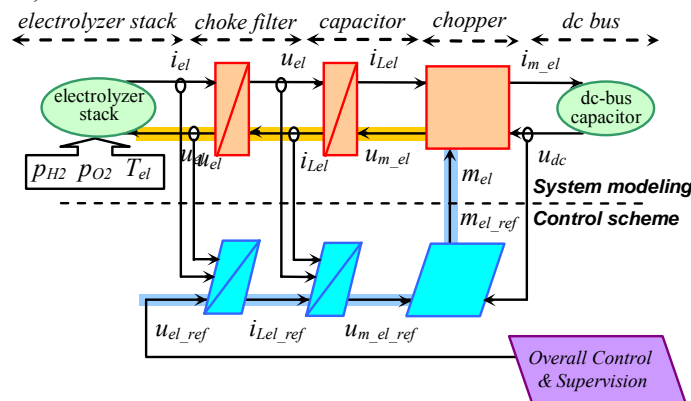 electrolyzer stack choke filter capacitor chopper dc bus
i_el u_el i_Lel i_m_el
electrolyzer
stack
dc-bus
capacitor
u_el u_el i_Lel u_m_el u_dc
p_H2 p_O2 T_el
m_el
System modeling
m_el_ref
Control scheme
u_el_ref i_Lel_ref u_m_el_ref
Overall Control
& Supervision